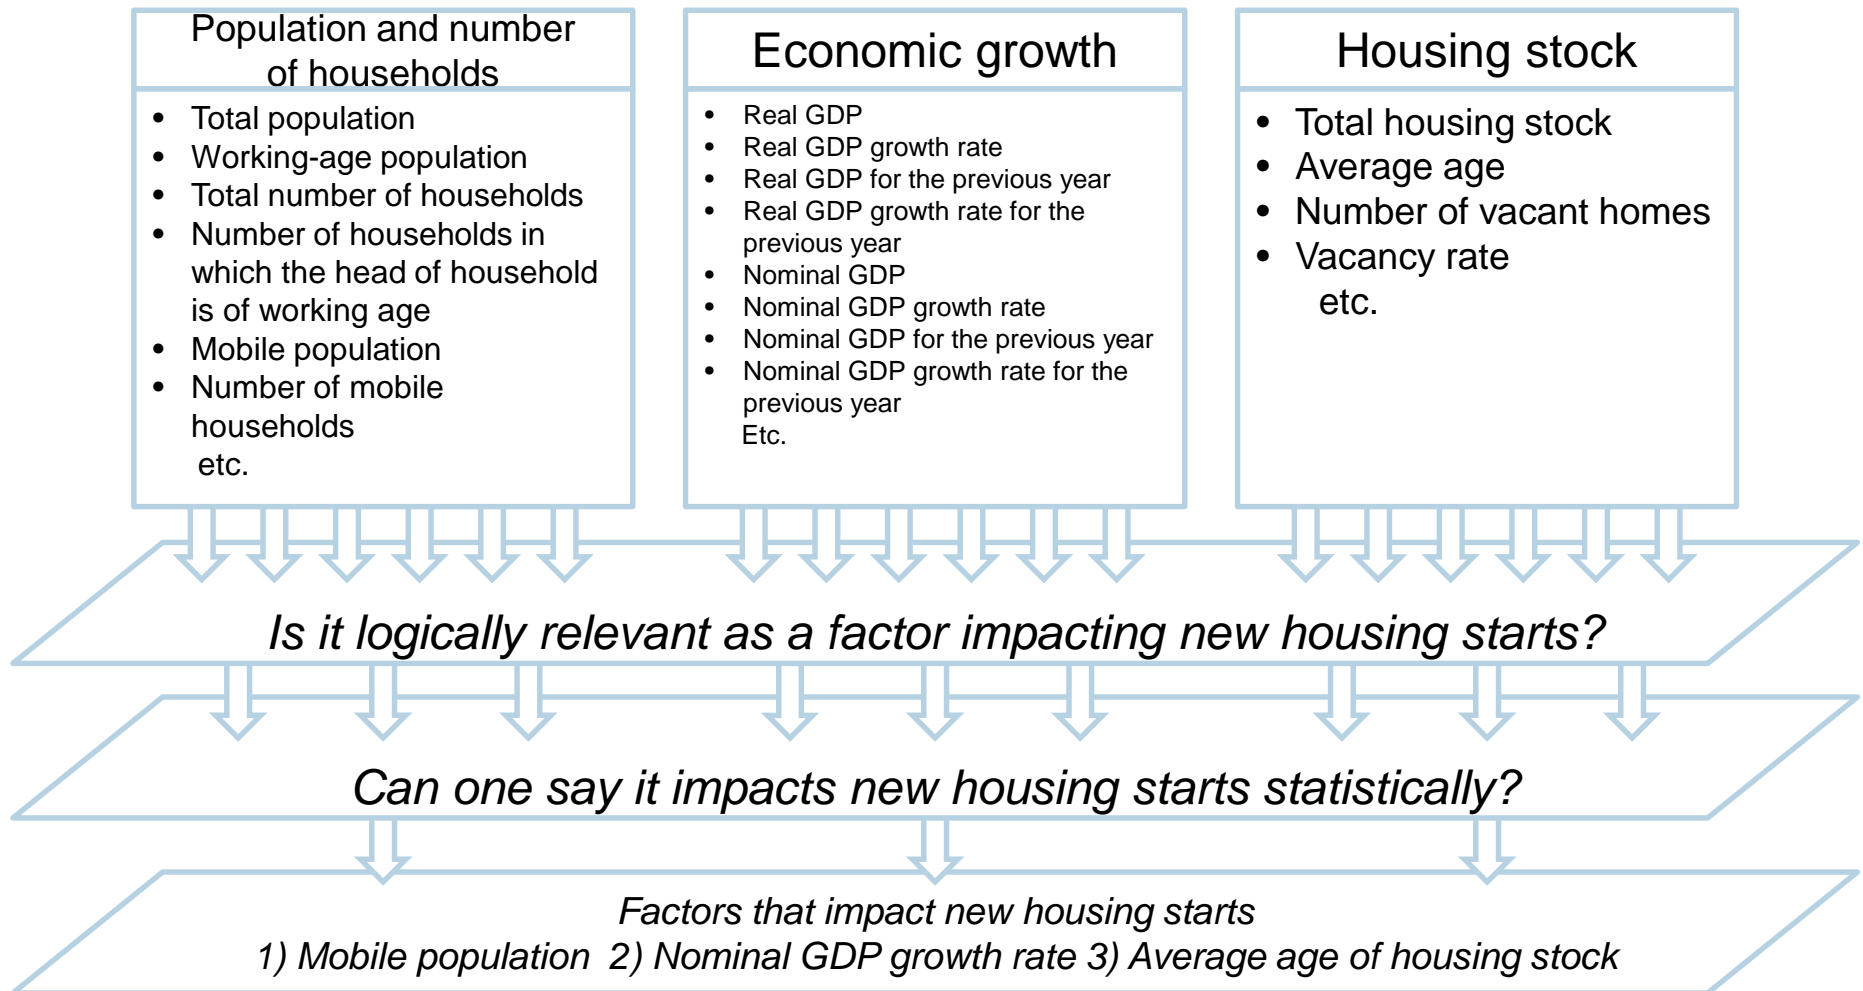 Population and number
of households
• Total population
• Working-age population
• Total number of households
• Number of households in
which the head of household
is of working age
• Mobile population
• Number of mobile
households
etc.
Economic growth
• Real GDP
• Real GDP growth rate
• Real GDP for the previous year
• Real GDP growth rate for the
previous year
• Nominal GDP
• Nominal GDP growth rate
• Nominal GDP for the previous year
• Nominal GDP growth rate for the
previous year
Etc.
Housing stock
• Total housing stock
• Average age
• Number of vacant homes
• Vacancy rate
etc.
Is it logically relevant as a factor impacting new housing starts?
Can one say it impacts new housing starts statistically?
Factors that impact new housing starts
1) Mobile population 2) Nominal GDP growth rate 3) Average age of housing stock